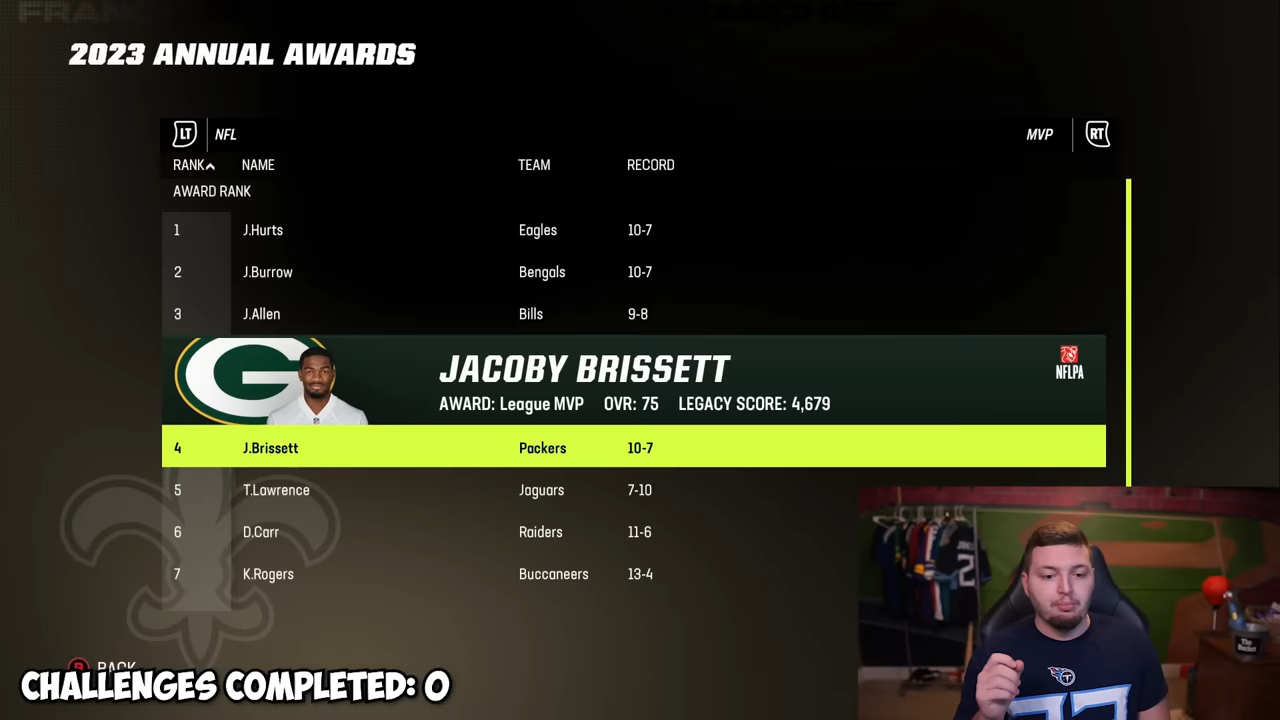 2023 ANNUAL AWARDS
LT NFL MVP RT
RANK NAME TEAM RECORD
AWARD RANK
1 J.Hurts Eagles 10-7
2 J.Burrow Bengals 10-7
3 J.Allen Bills 9-8
G
JACOBY BRISSETT
NFLPA
AWARD: League MVP OVR: 75 LEGACY SCORE: 4,679
4 J.Brissett Packers 10-7
5 T.Lawrence Jaguars 7-10
6 D.Carr Raiders 11-6
7 K.Rogers Buccaneers 13-4
BACK
CHALLENGES COMPLETED: 0